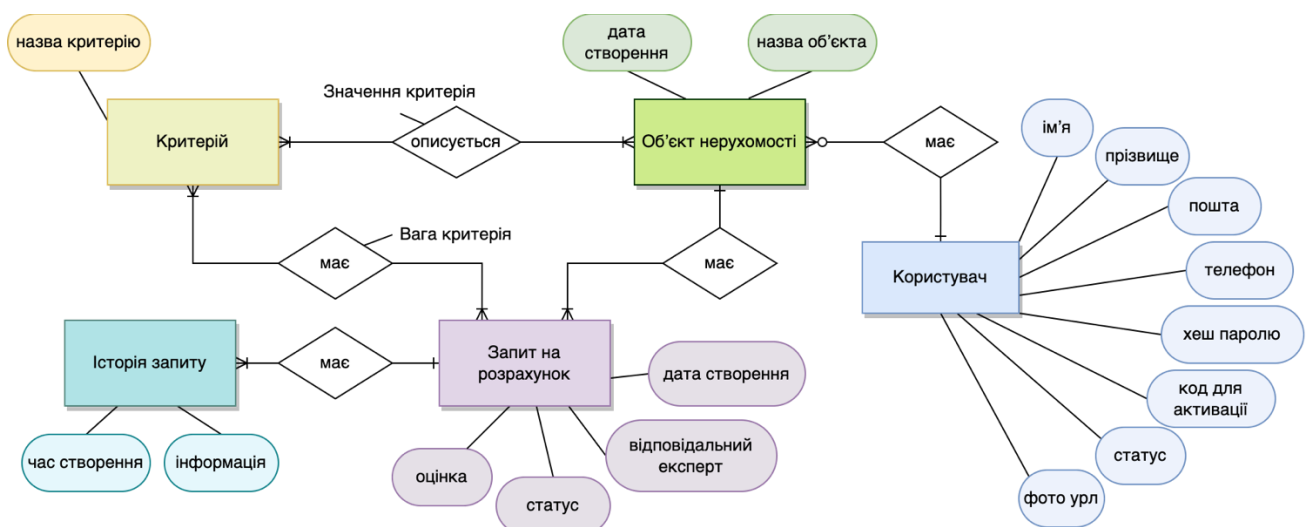 назва критерію
дата
створення
назва об’єкта
Значення критерія
Критерій
описується
Об’єкт нерухомості
має
ім’я
прізвище
пошта
Вага критерія
має
має
телефон
Користувач
хеш паролю
Історія запиту
має
Запит на
розрахунок
дата створення
код для
активації
час створення
інформація
оцінка
відповідальний
експерт
статус
статус
фото урл